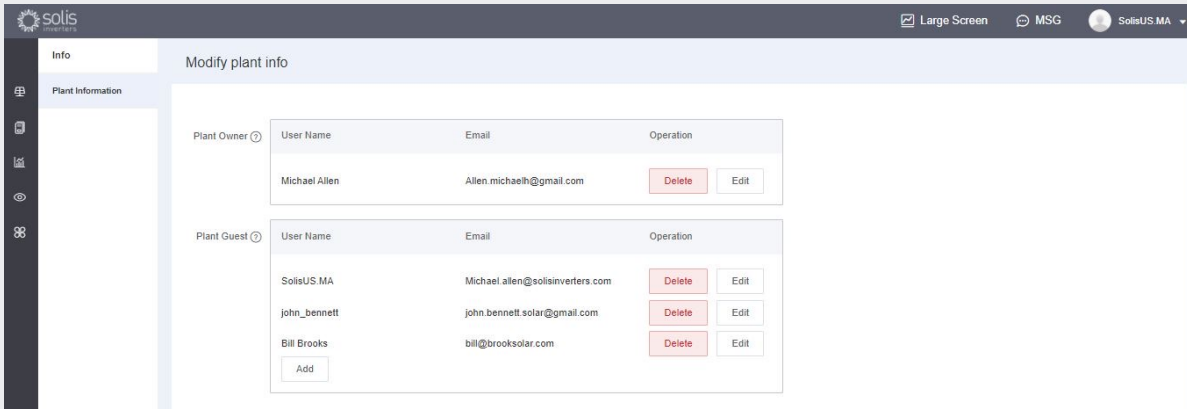 solis
inverters
Large Screen
MSG
SolisUS.MA
Info
Modify plant info
Plant Information
Plant Owner ?
User Name Email Operation
Michael Allen Allen.michaelh@gmail.com Delete Edit
Plant Guest ?
User Name Email Operation
SolisUS.MA Michael.allen@solisinverters.com Delete Edit
john_bennett john.bennett.solar@gmail.com Delete Edit
Bill Brooks bill@brooksolar.com Delete Edit
Add